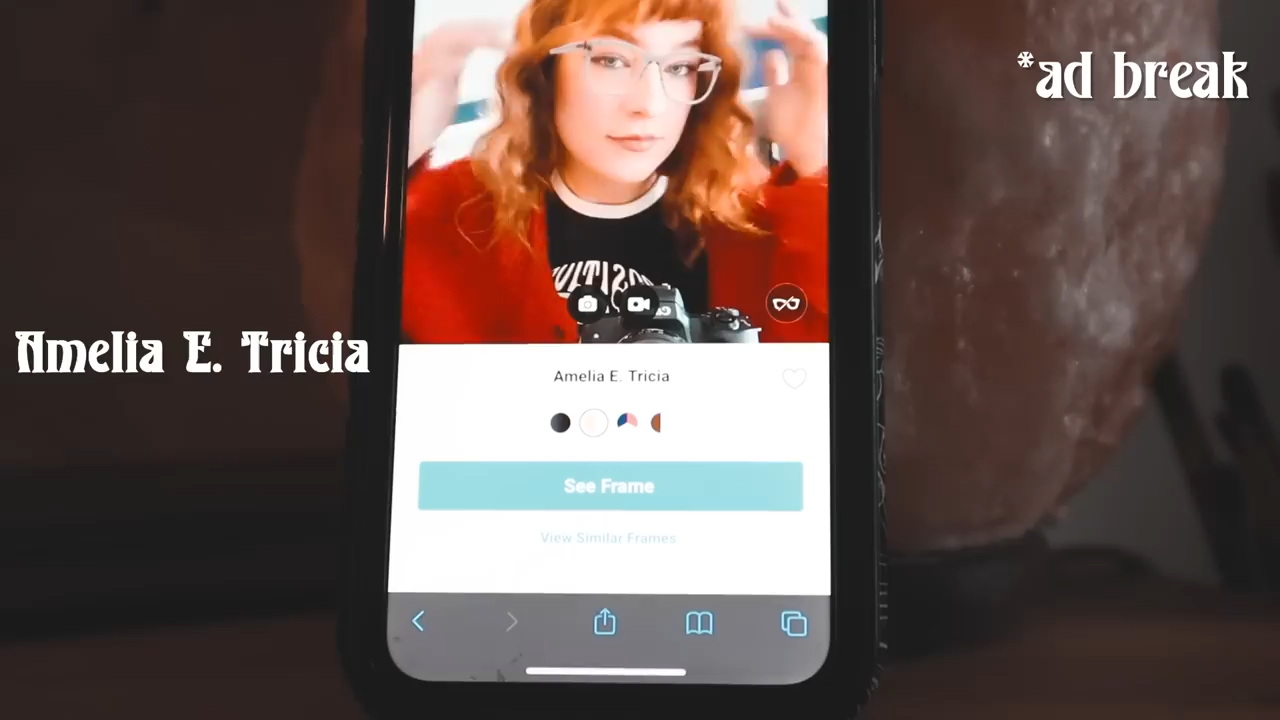 *ad break
Amelia E. Tricia
Amelia E. Tricia
See Frame
View Similar Frames